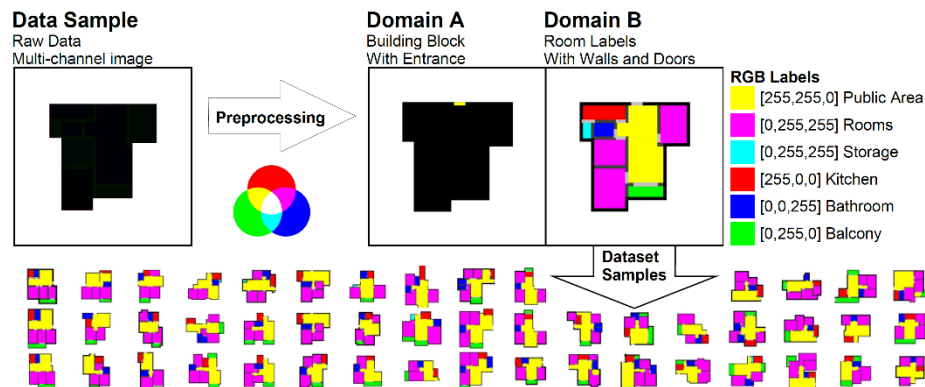 Data Sample
Raw Data
Multi-channel image
Preprocessing
Domain A
Building Block
With Entrance
Domain B
Room Labels
With Walls and Doors
RGB Labels
[255,255,0] Public Area
[0,255,255] Rooms
[0,255,255] Storage
[255,0,0] Kitchen
[0,0,255] Bathroom
[0,255,0] Balcony
Dataset
Samples